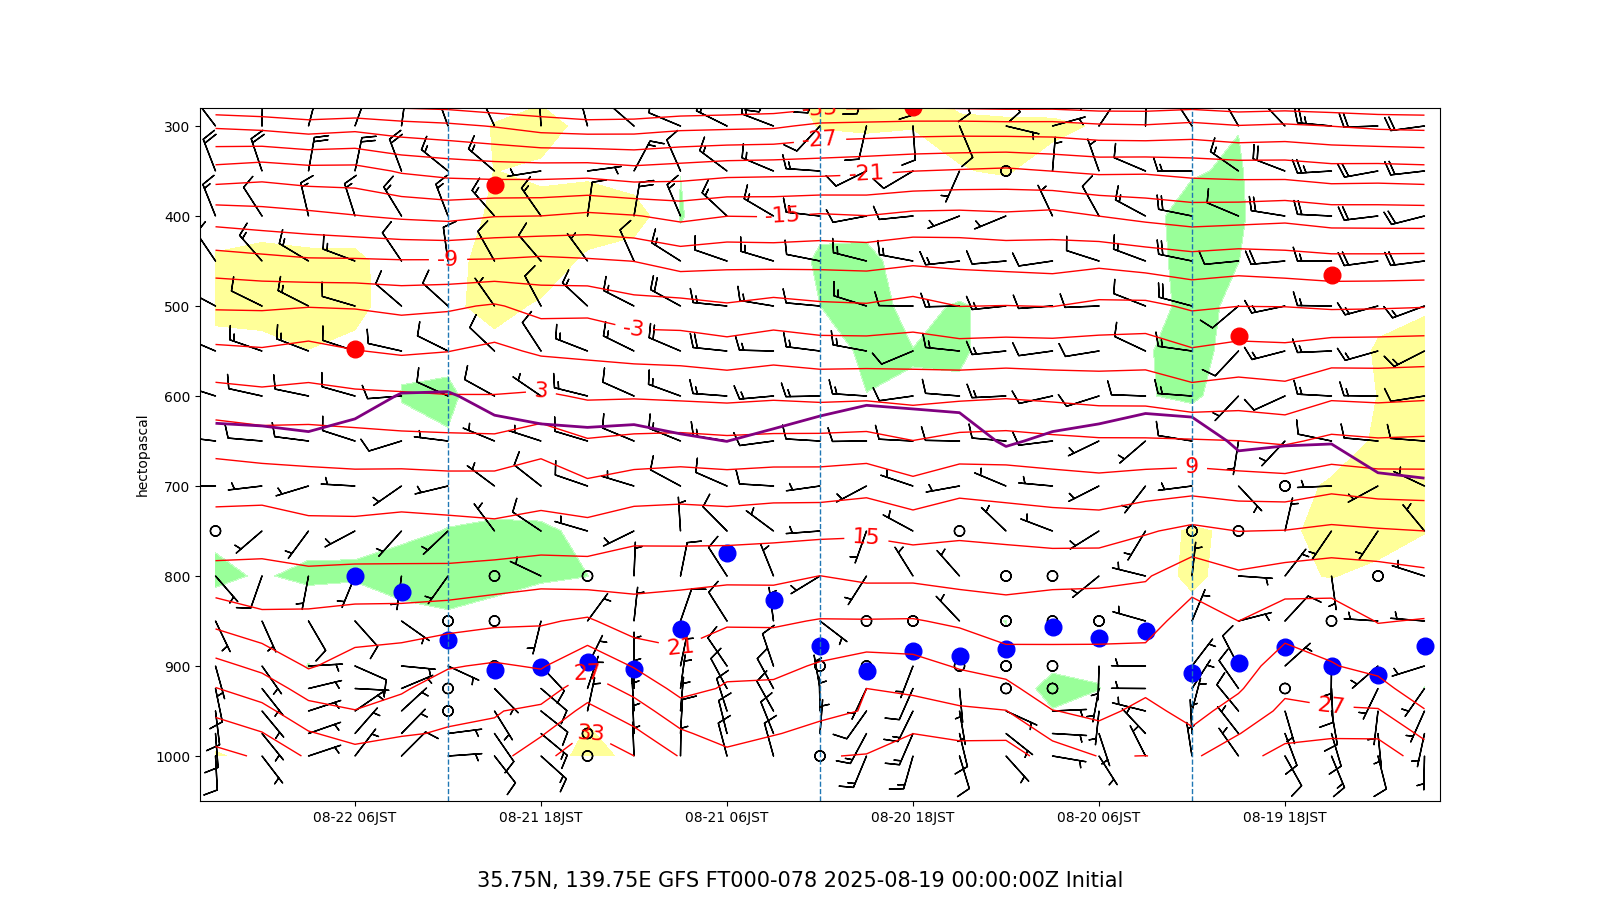 -33
300
-27
-21
400
-15
-9
hectopascal
500
-3
600
3
9
700
15
800
21
900
27
27
33
1000
08-22 06JST
08-21 18JST
08-21 06JST
08-20 18JST
08-20 06JST
08-19 18JST
35.75N, 139.75E GFS FT000-078 2025-08-19 00:00:00Z Initial